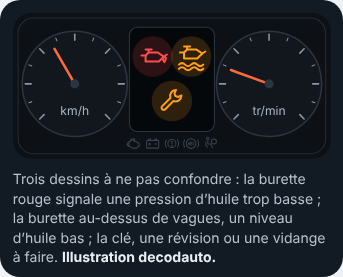 km/h
tr/min
Trois dessins à ne pas confondre : la burette
rouge signale une pression d’huile trop basse ;
la burette au-dessus de vagues, un niveau
d’huile bas ; la clé, une révision ou une vidange
à faire. Illustration decodauto.